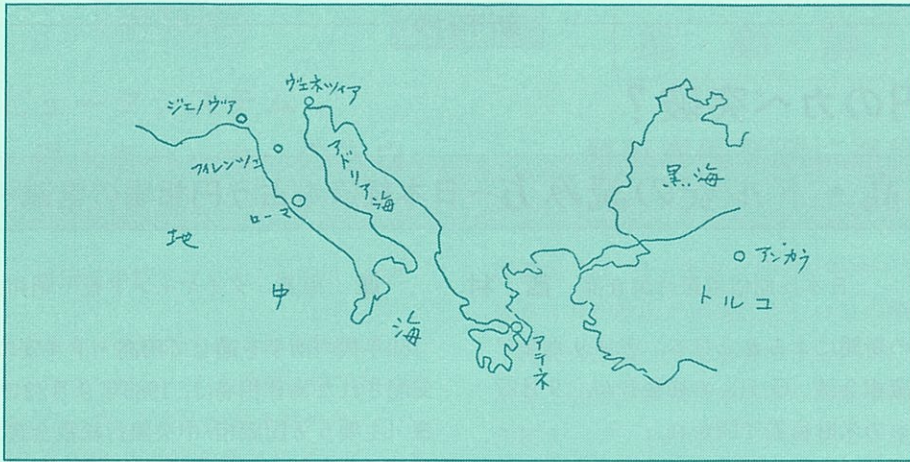 ジェノヴァ
ヴェネツィア
フィレンツェ
アドリア海
ローマ
地中海
黒海
アンカラ
トルコ
アテネ